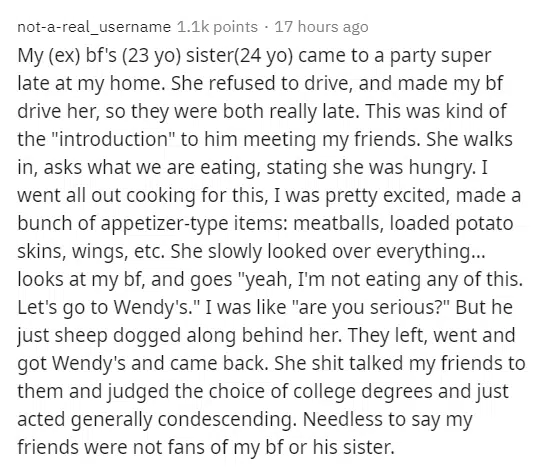 not-a-real_username 1.1k points · 17 hours ago
My (ex) bf's (23 yo) sister(24 yo) came to a party super
late at my home. She refused to drive, and made my bf
drive her, so they were both really late. This was kind of
the "introduction" to him meeting my friends. She walks
in, asks what we are eating, stating she was hungry. I
went all out cooking for this, I was pretty excited, made a
bunch of appetizer-type items: meatballs, loaded potato
skins, wings, etc. She slowly looked over everything...
looks at my bf, and goes "yeah, I'm not eating any of this.
Let's go to Wendy's." I was like "are you serious?" But he
just sheep dogged along behind her. They left, went and
got Wendy's and came back. She shit talked my friends to
them and judged the choice of college degrees and just
acted generally condescending. Needless to say my
friends were not fans of my bf or his sister.